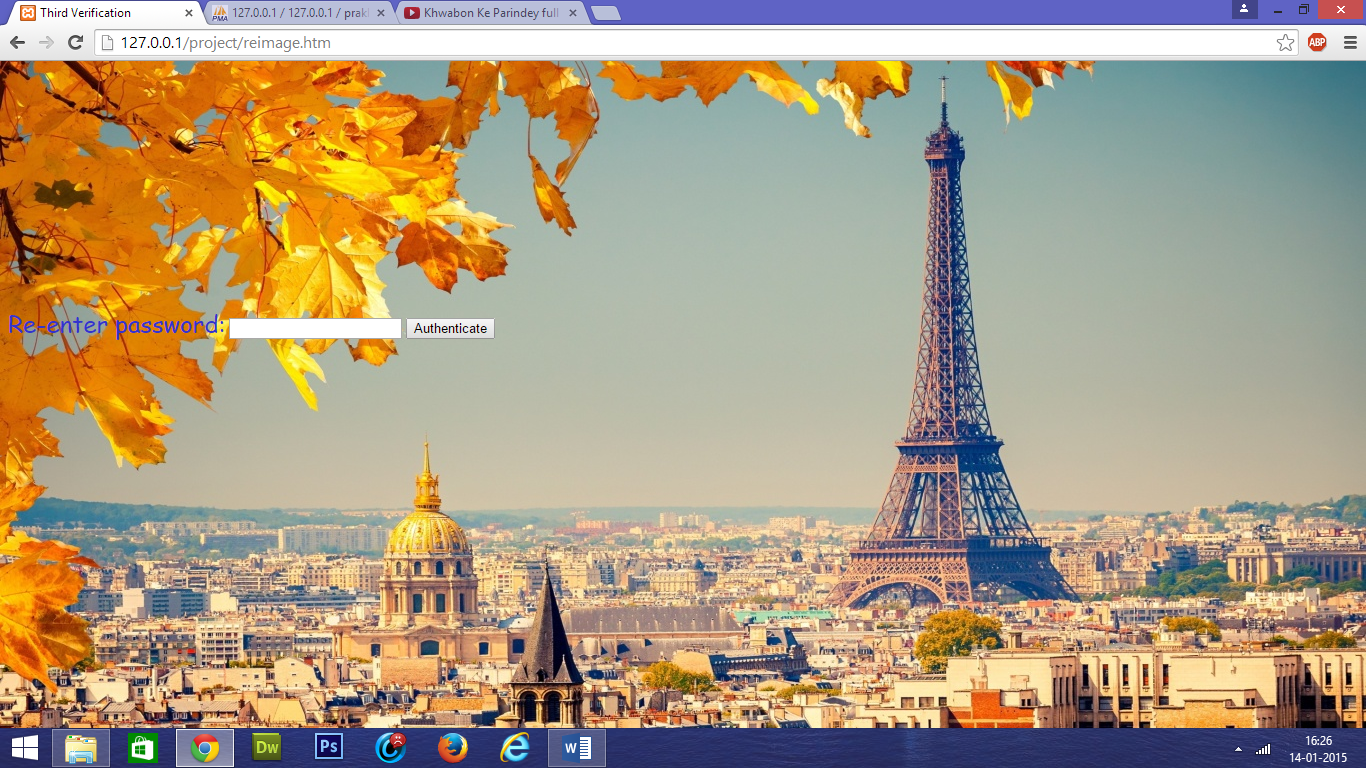 Third Verification
PMA
127.0.0.1 / 127.0.0.1 / prakl
Khwabon Ke Parindey full
127.0.0.1/project/reimage.htm
ABP
Re-enter password:
Authenticate
Dw
Ps
W
16:26
14-01-2015